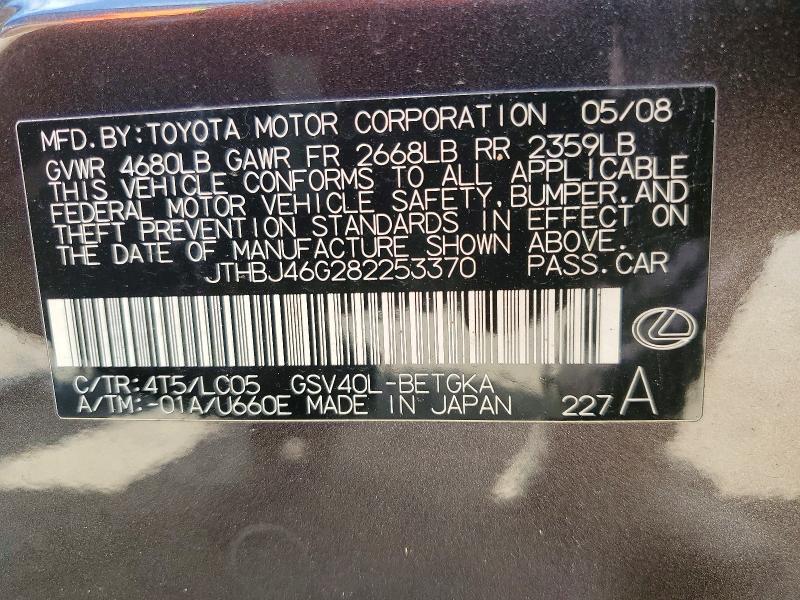 MFD. BY: TOYOTA MOTOR CORPORATION 05/08
GVWR 4680LB GAWR FR 2668LB RR 2359LB
THIS VEHICLE CONFORMS TO ALL APPLICABLE
FEDERAL MOTOR VEHICLE SAFETY, BUMPER, AND
THEFT PREVENTION STANDARDS IN EFFECT ON
THE DATE OF MANUFACTURE SHOWN ABOVE.
JTHBJ46G282253370 PASS. CAR
C/TR: 4T5/LC05 GSV40L-BETGKA
A/TM: -01A/U660E MADE IN JAPAN 227 A